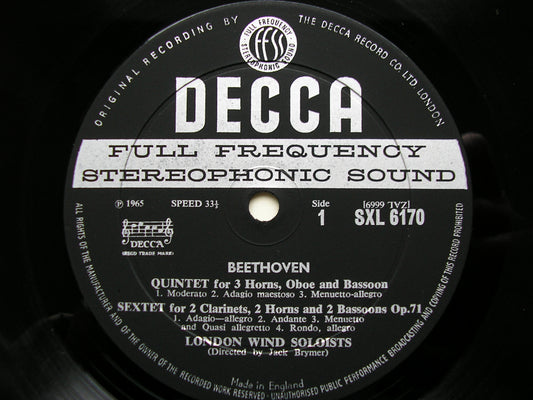 ORIGINAL RECORDING BY THE DECCA RECORD CO. LTD. LONDON
FULL FREQUENCY
ffss
STEREOPHONIC SOUND
DECCA
FULL FREQUENCY
STEREOPHONIC SOUND
℗ 1965 SPEED 33⅓ Side 1 [6999 ZAL]
SXL 6170
DECCA
(REGD TRADE MARK)
BEETHOVEN
QUINTET for 3 Horns, Oboe and Bassoon
1. Moderato 2. Adagio maestoso 3. Menuetto-allegro
SEXTET for 2 Clarinets, 2 Horns and 2 Bassoons Op.71
1. Adagio—allegro 2. Andante 3. Menuetto
and Quasi allegretto 4. Rondo, allegro
LONDON WIND SOLOISTS
(Directed by Jack Brymer)
Made in England
ALL RIGHTS OF THE MANUFACTURER AND OF THE OWNER OF THE RECORDED WORK RESERVED · UNAUTHORISED PUBLIC PERFORMANCE BROADCASTING AND COPYING OF THIS RECORD PROHIBITED